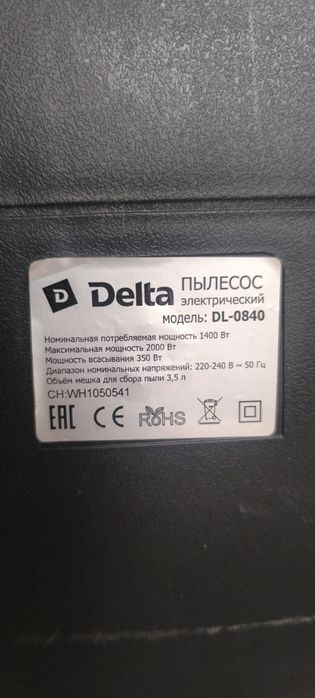 Delta
ПЫЛЕСОС
электрический
модель: DL-0840
Номинальная потребляемая мощность 1400 Вт
Максимальная мощность 2000 Вт
Мощность всасывания 350 Вт
Диапазон номинальных напряжений: 220-240 В ~ 50 Гц
Объём мешка для сбора пыли 3,5 л
СН:WH1050541
EAC CE RoHS